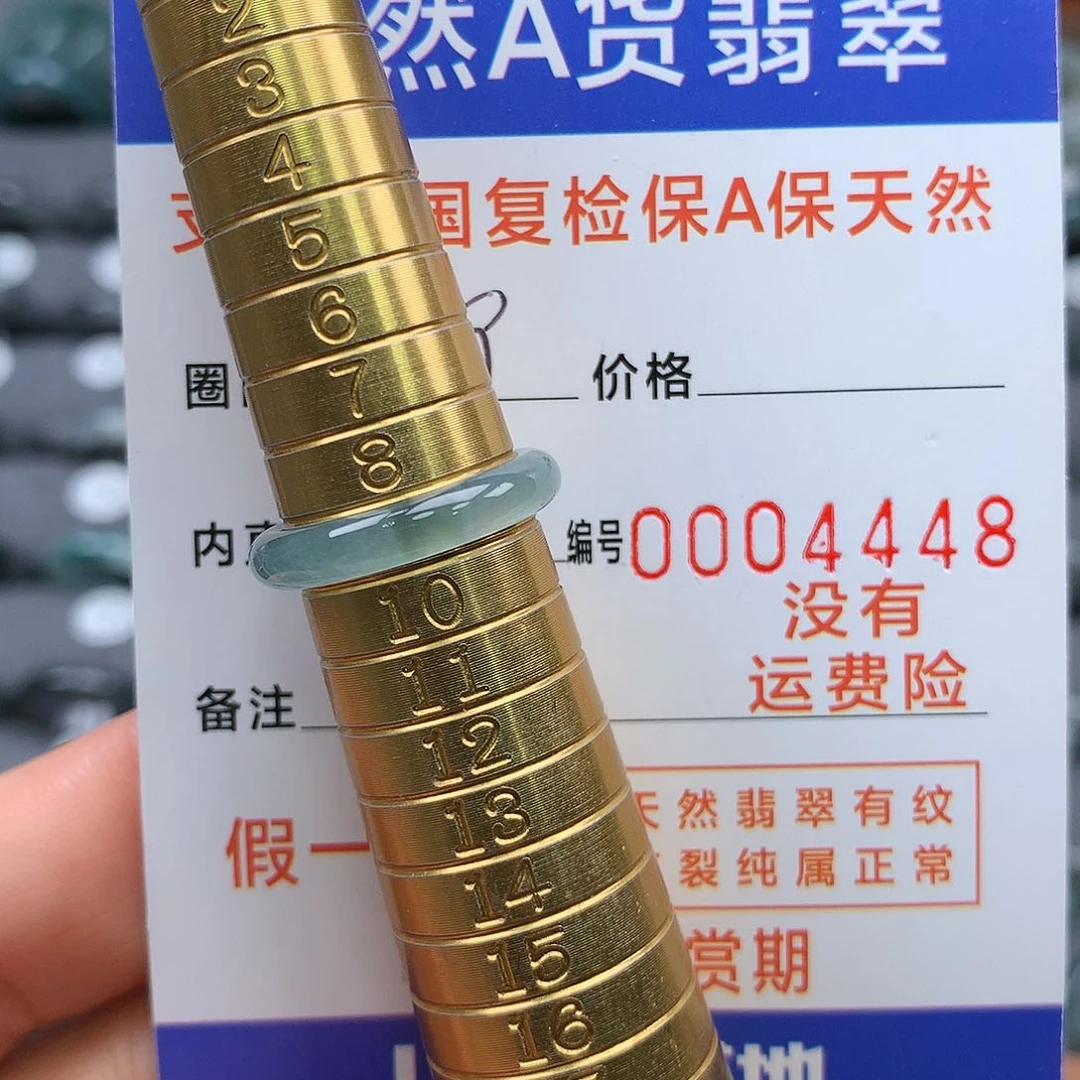 然A货翡翠
国复检保A保天然
圈
价格
内
编号0004448
没有
运费险
备注
假一
天然翡翠有纹
裂纯属正常
赏期
2
3
4
5
6
7
8
10
11
12
13
14
15
16